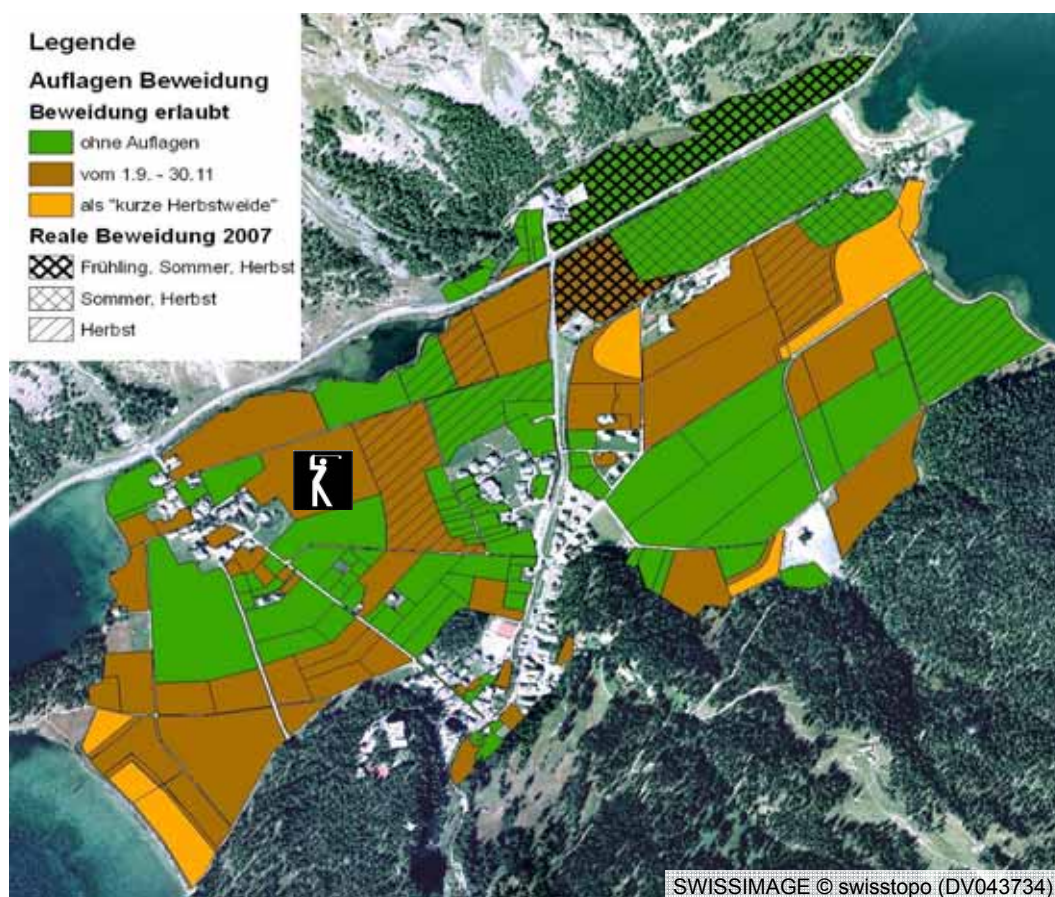 Legende
Auflagen Beweidung
Beweidung erlaubt
ohne Auflagen
vom 1.9. - 30.11
als "kurze Herbstweide"
Reale Beweidung 2007
Frühling, Sommer, Herbst
Sommer, Herbst
Herbst
SWISSIMAGE © swisstopo (DV043734)